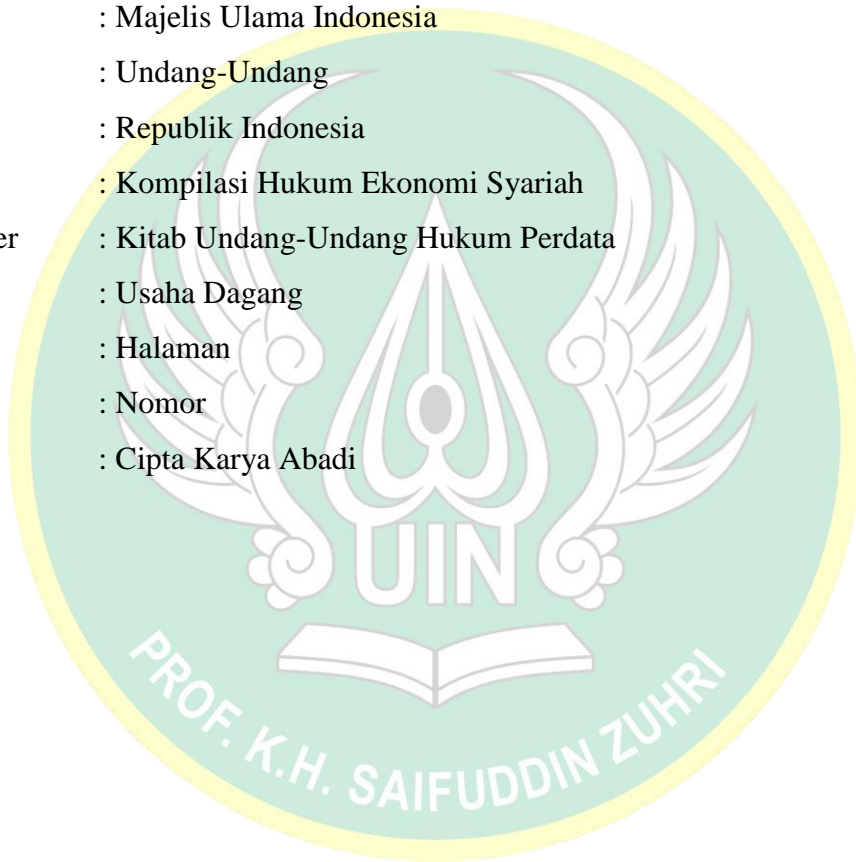 : Majelis Ulama Indonesia
: Undang-Undang
: Republik Indonesia
: Kompilasi Hukum Ekonomi Syariah
er : Kitab Undang-Undang Hukum Perdata
: Usaha Dagang
: Halaman
: Nomor
: Cipta Karya Abadi
UIN
PROF. K.H. SAIFUDDIN ZUHRI